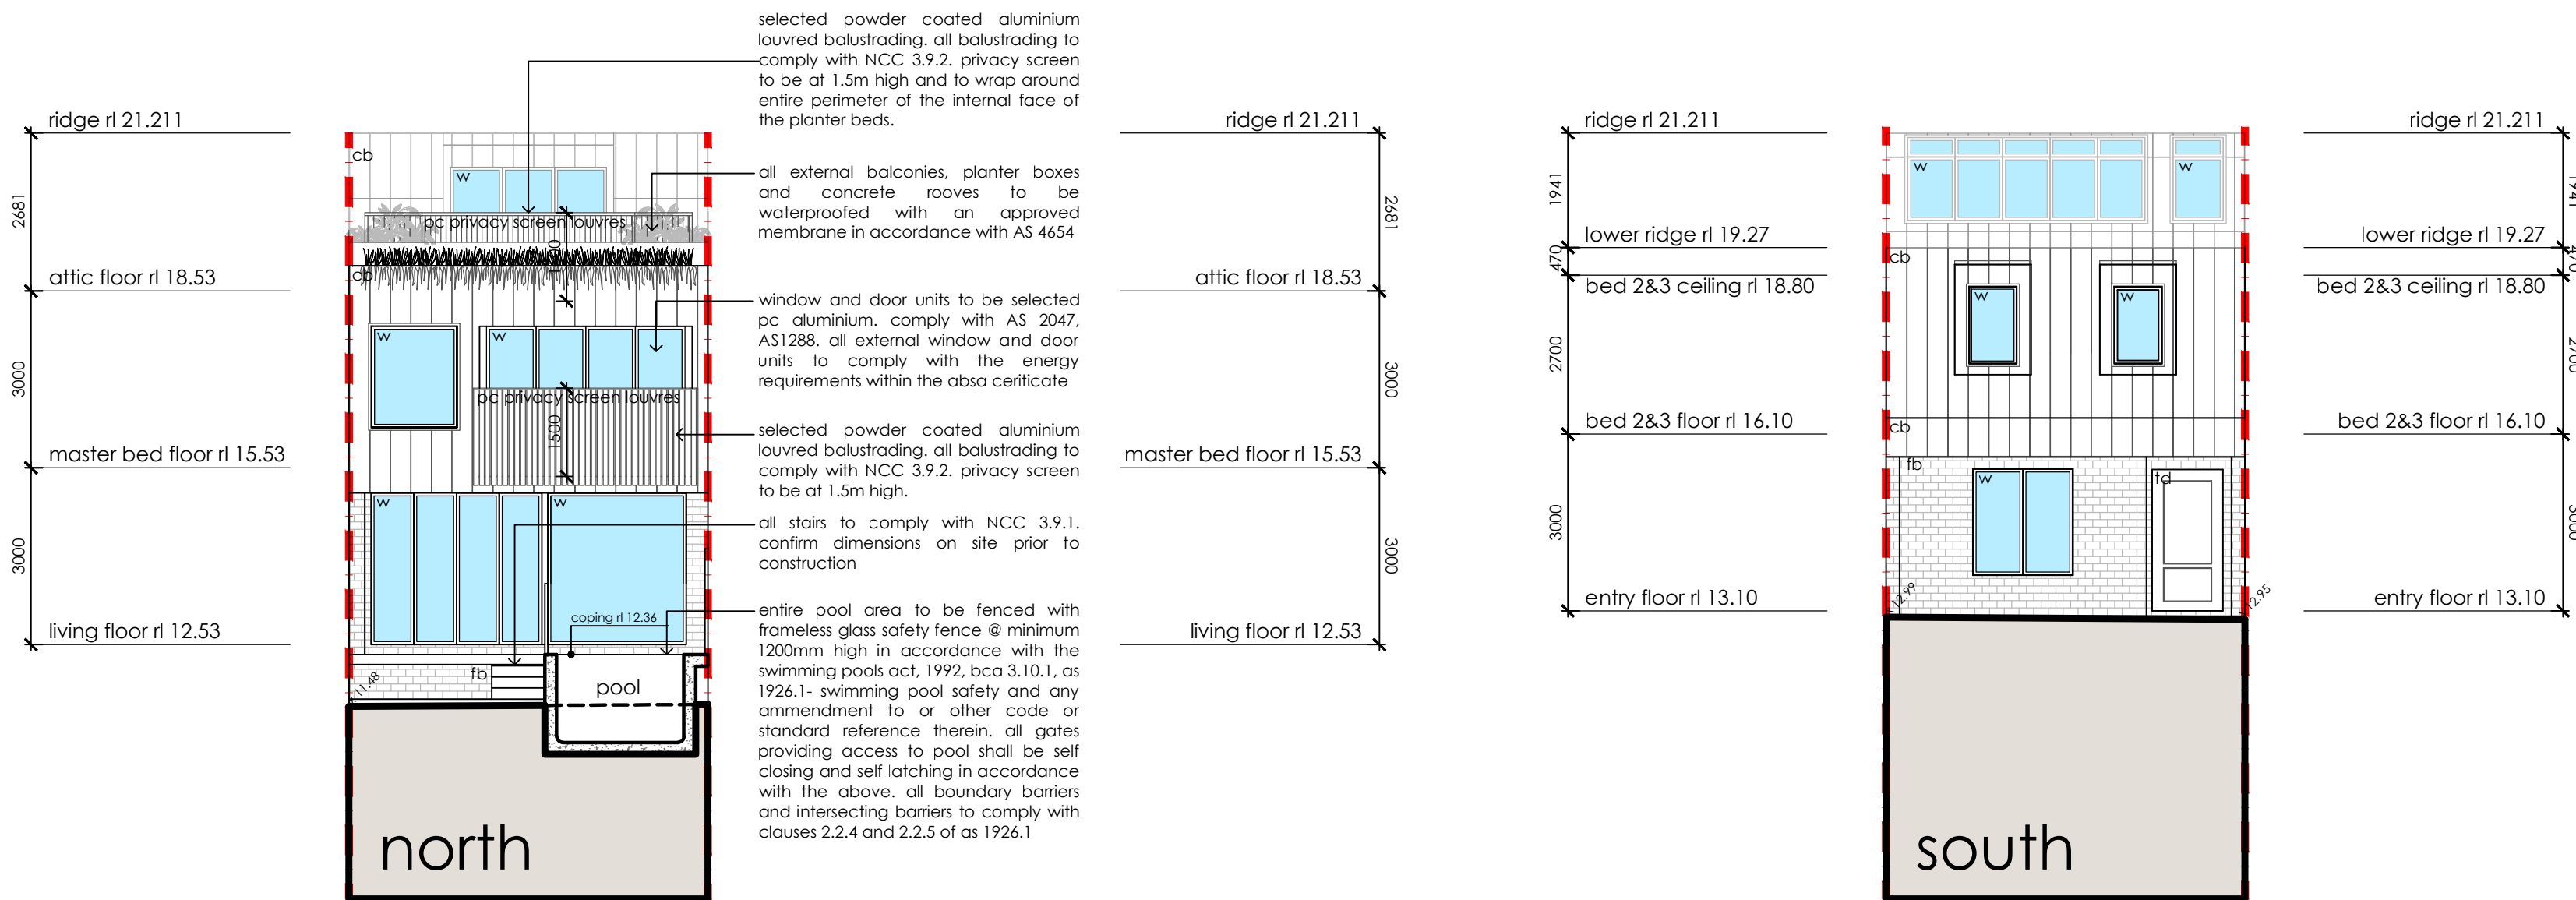 selected powder coated aluminium
louvred balustrading. all balustrading to
comply with NCC 3.9.2. privacy screen
to be at 1.5m high and to wrap around
entire perimeter of the internal face of
the planter beds.
all external balconies, planter boxes
and concrete rooves to be
waterproofed with an approved
membrane in accordance with AS 4654
window and door units to be selected
pc aluminium. comply with AS 2047,
AS1288. all external window and door
units to comply with the energy
requirements within the absa ceriticate
selected powder coated aluminium
louvred balustrading. all balustrading to
comply with NCC 3.9.2. privacy screen
to be at 1.5m high.
all stairs to comply with NCC 3.9.1.
confirm dimensions on site prior to
construction
entire pool area to be fenced with
frameless glass safety fence @ minimum
1200mm high in accordance with the
swimming pools act, 1992, bca 3.10.1, as
1926.1- swimming pool safety and any
ammendment to or other code or
standard reference therein. all gates
providing access to pool shall be self
closing and self latching in accordance
with the above. all boundary barriers
and intersecting barriers to comply with
clauses 2.2.4 and 2.2.5 of as 1926.1
ridge rl 21.211
2681
attic floor rl 18.53
3000
master bed floor rl 15.53
3000
living floor rl 12.53
cb
w
pc privacy screen louvres
cb
w
w
pc privacy screen louvres
1500
w
w
coping rl 12.36
fb
pool
11.48
north
ridge rl 21.211
2681
attic floor rl 18.53
3000
master bed floor rl 15.53
3000
living floor rl 12.53
ridge rl 21.211
1941
lower ridge rl 19.27
470
bed 2&3 ceiling rl 18.80
2700
bed 2&3 floor rl 16.10
3000
entry floor rl 13.10
w
w
cb
w
w
cb
fb
w
td
12.99
12.95
south
ridge rl 21.211
1941
lower ridge rl 19.27
470
bed 2&3 ceiling rl 18.80
2700
bed 2&3 floor rl 16.10
3000
entry floor rl 13.10